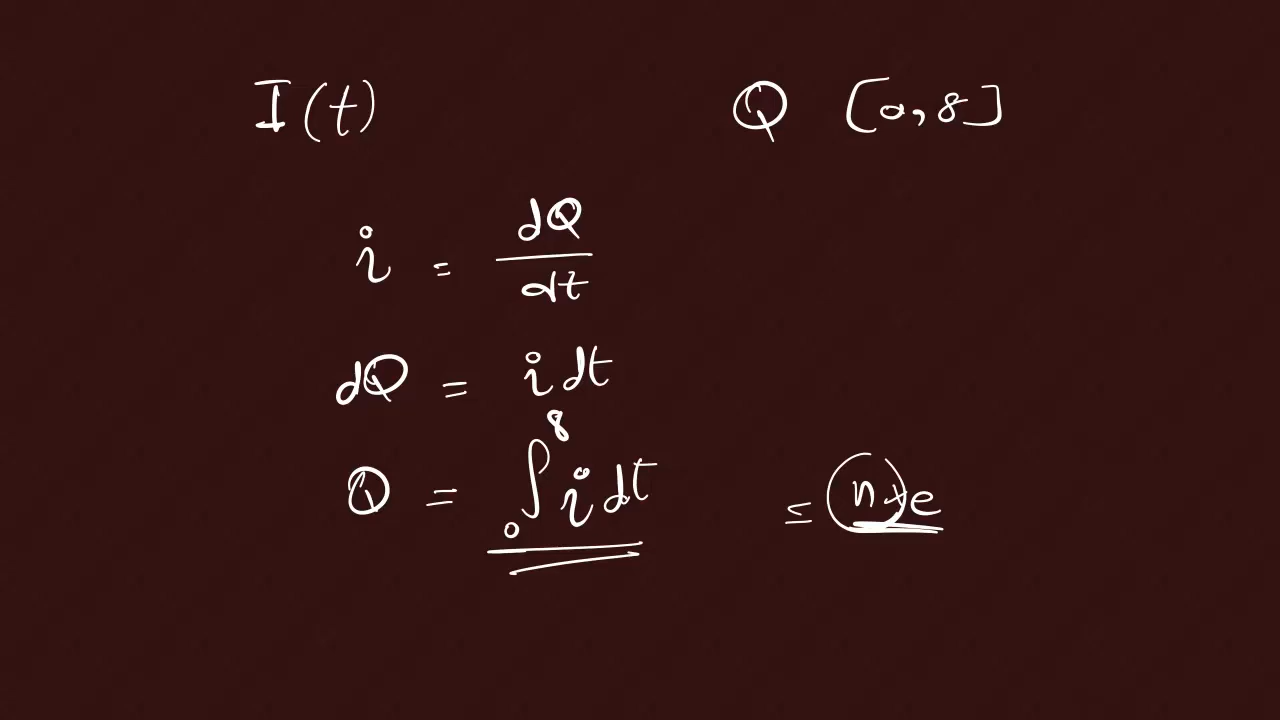 I(t) Q [0,8]
i = dQ/dt
dQ = i dt
Q = ∫₀⁸ i dt = n×e